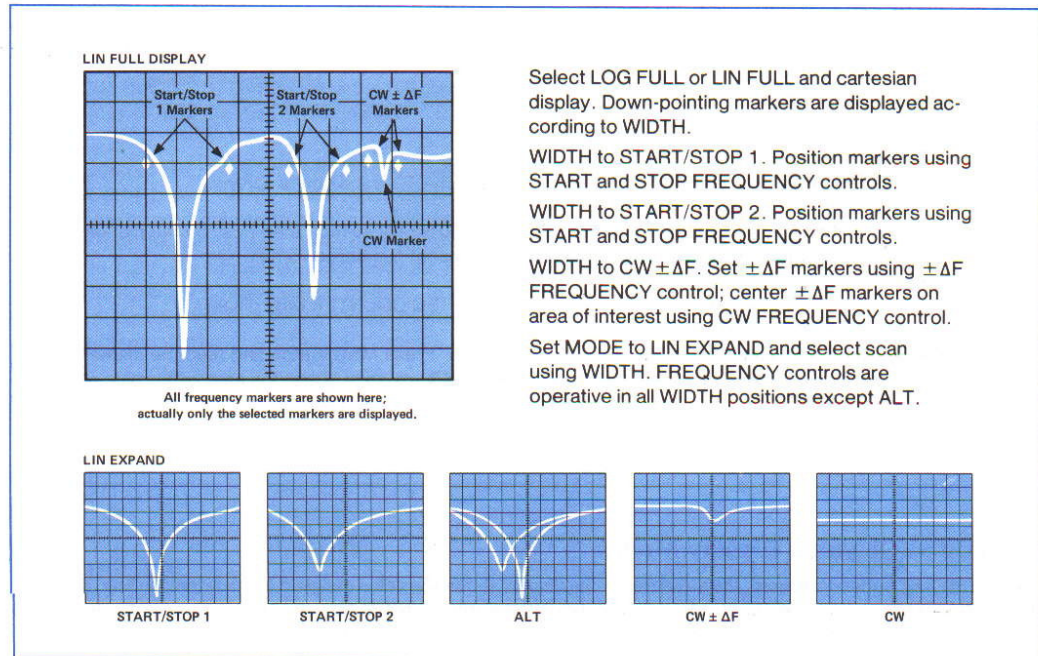 LIN FULL DISPLAY
Start/Stop
1 Markers
Start/Stop
2 Markers
CW ± ΔF
Markers
CW Marker
All frequency markers are shown here;
actually only the selected markers are displayed.
Select LOG FULL or LIN FULL and cartesian
display. Down-pointing markers are displayed ac-
cording to WIDTH.
WIDTH to START/STOP 1. Position markers using
START and STOP FREQUENCY controls.
WIDTH to START/STOP 2. Position markers using
START and STOP FREQUENCY controls.
WIDTH to CW ± ΔF. Set ± ΔF markers using ± ΔF
FREQUENCY control; center ± ΔF markers on
area of interest using CW FREQUENCY control.
Set MODE to LIN EXPAND and select scan
using WIDTH. FREQUENCY controls are
operative in all WIDTH positions except ALT.
LIN EXPAND
START/STOP 1
START/STOP 2
ALT
CW ± ΔF
CW